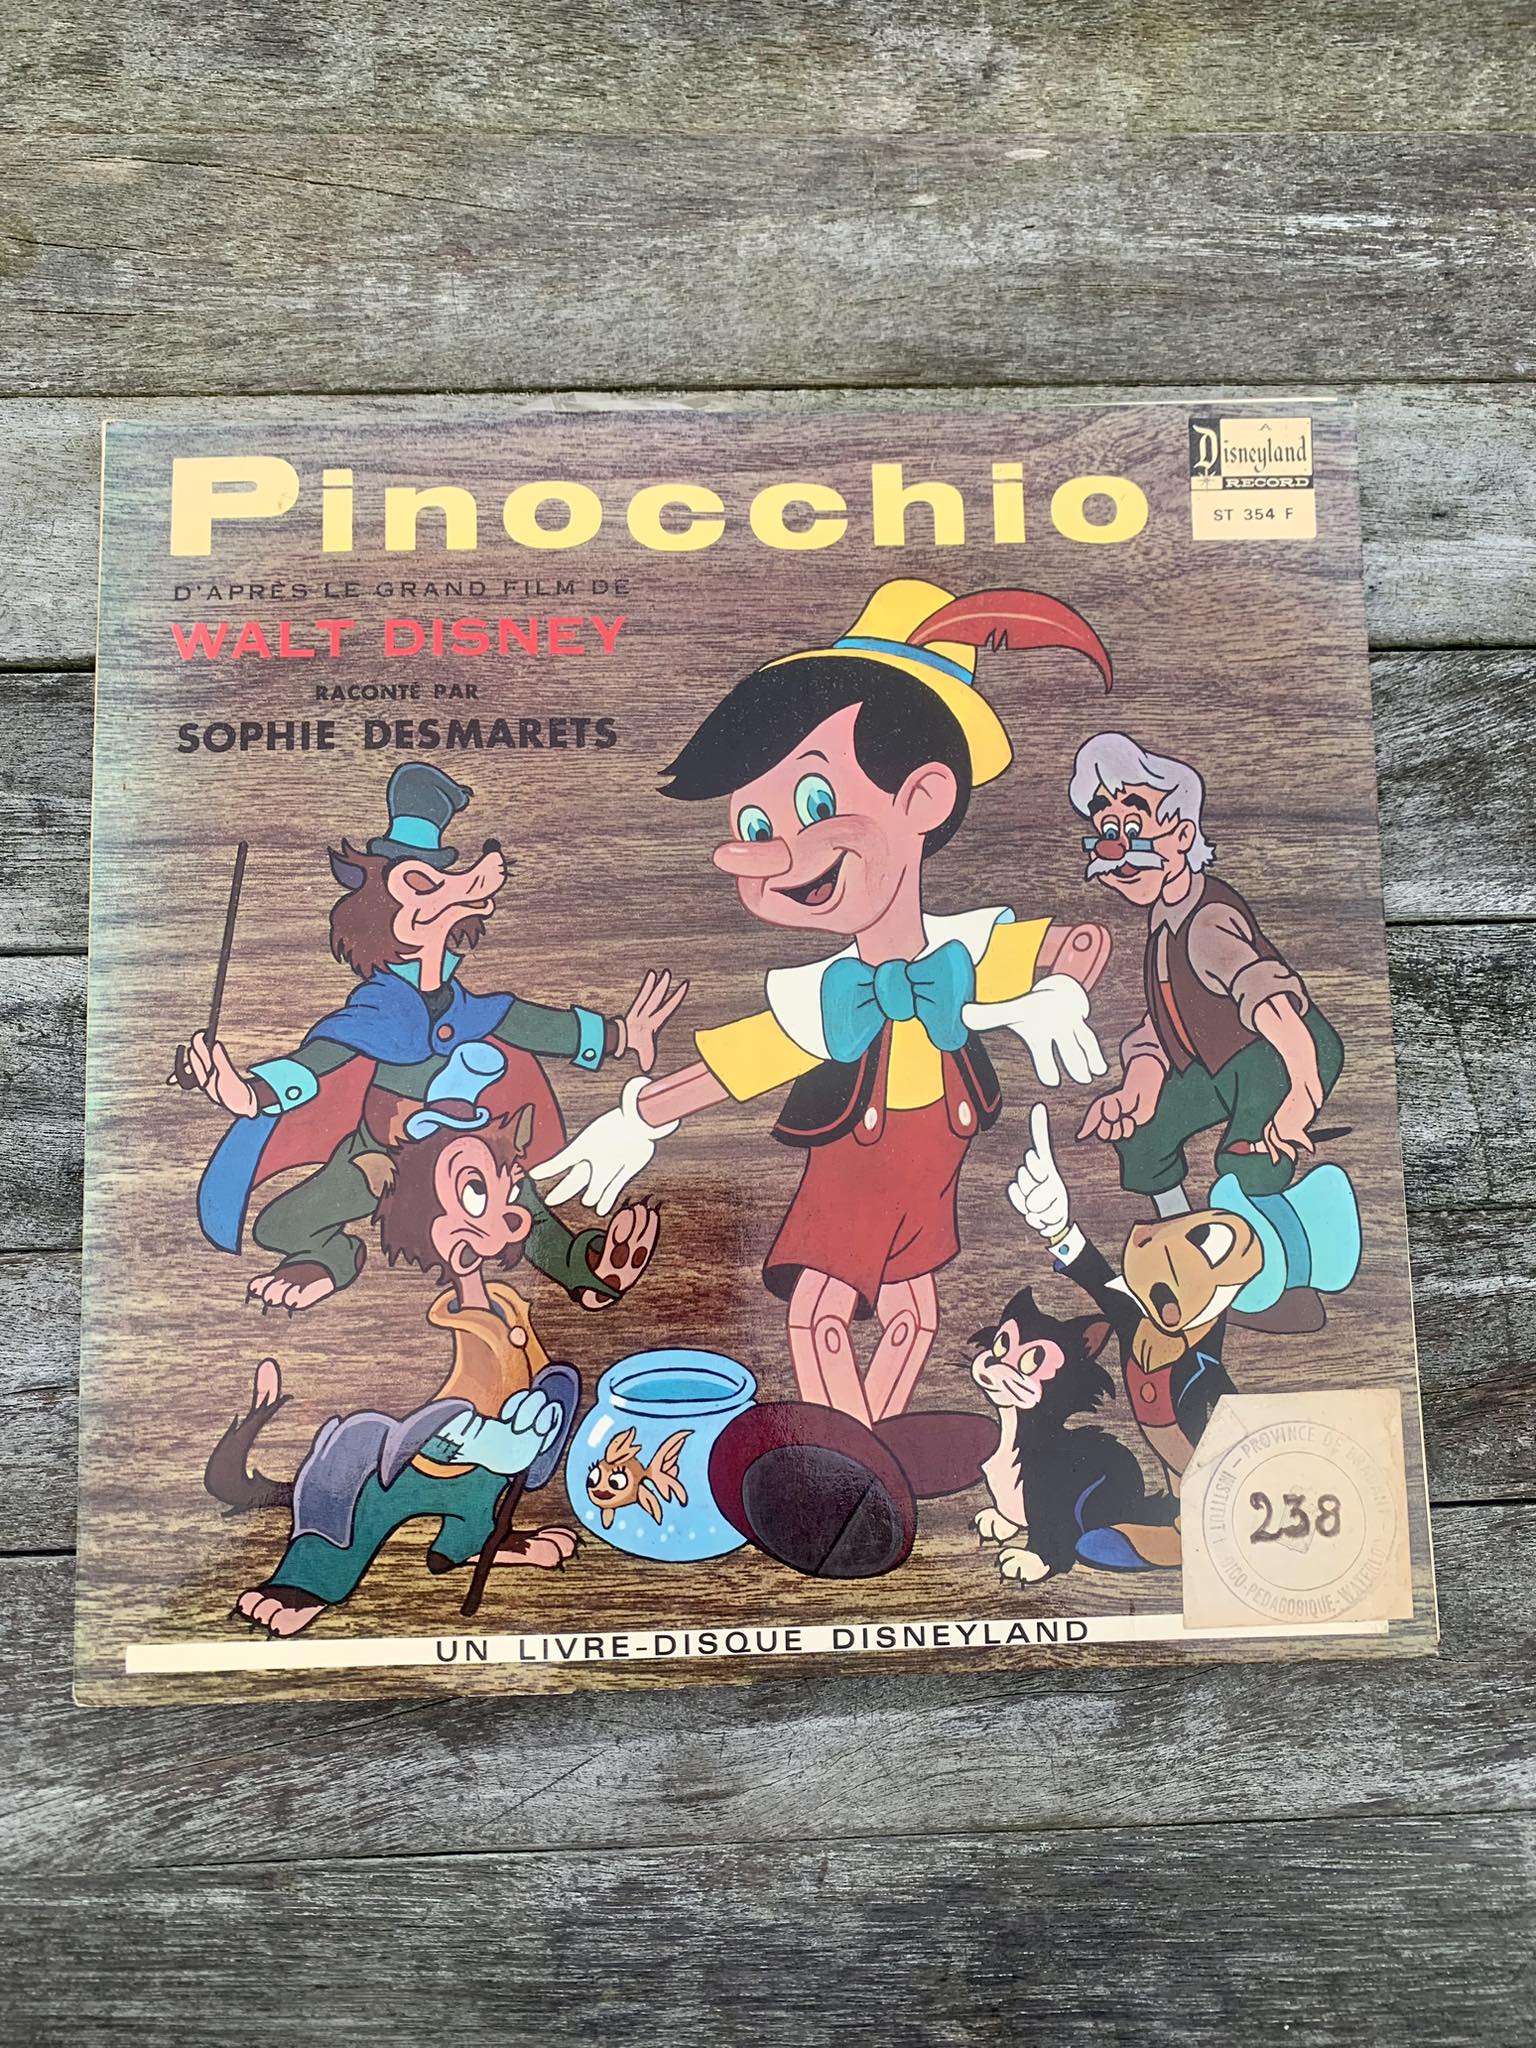 Pinocchio
A
Disneyland
RECORD
ST 354 F
D'APRÈS LE GRAND FILM DE
WALT DISNEY
RACONTÉ PAR
SOPHIE DESMARETS
PROVINCE DE BRABANT
238
UN LIVRE-DISQUE DISNEYLAND